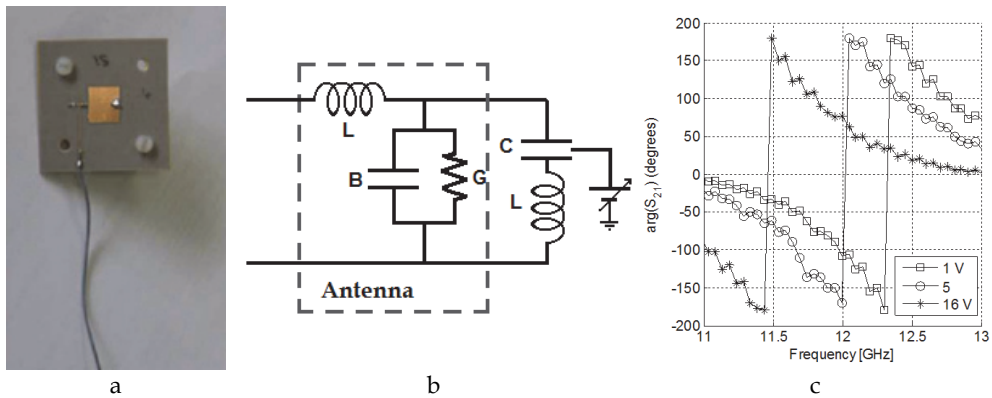 15
L
B
G
C
L
Antenna
arg(S21) (degrees)
200
150
100
50
0
-50
-100
-150
-200
1 V
5
16 V
11
11.5
12
12.5
13
Frequency [GHz]
a
b
c